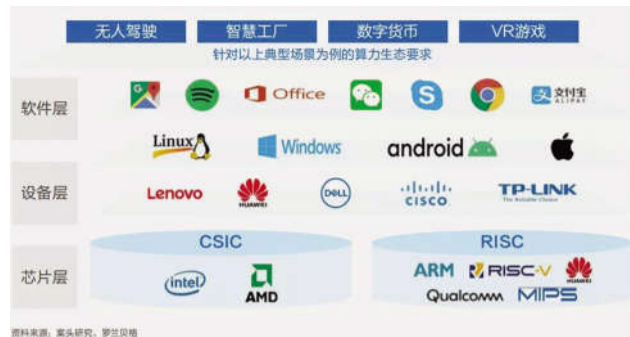 无人驾驶 智慧工厂 数字货币 VR游戏
针对以上典型场景为例的算力生态要求
软件层
Office 支付宝 ALIPAY
Linux Windows android
设备层
Lenovo HUAWEI DELL CISCO TP-LINK
The Reliable Choice
CSIC RISC
芯片层
intel AMD ARM RISC-V HUAWEI
Qualcomm MIPS
资料来源：案头研究，罗兰贝格